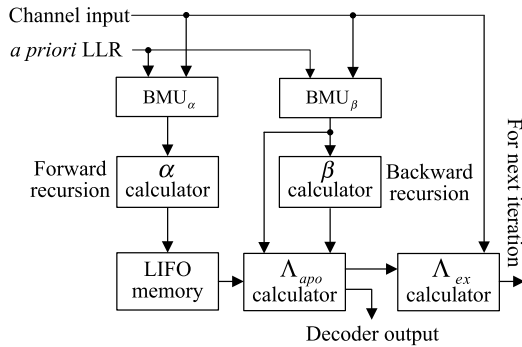 Channel input
a priori LLR
BMUα
BMUβ
Forward
recursion
α
calculator
β
calculator
Backward
recursion
For next iteration
LIFO
memory
Λapo
calculator
Λex
calculator
Decoder output